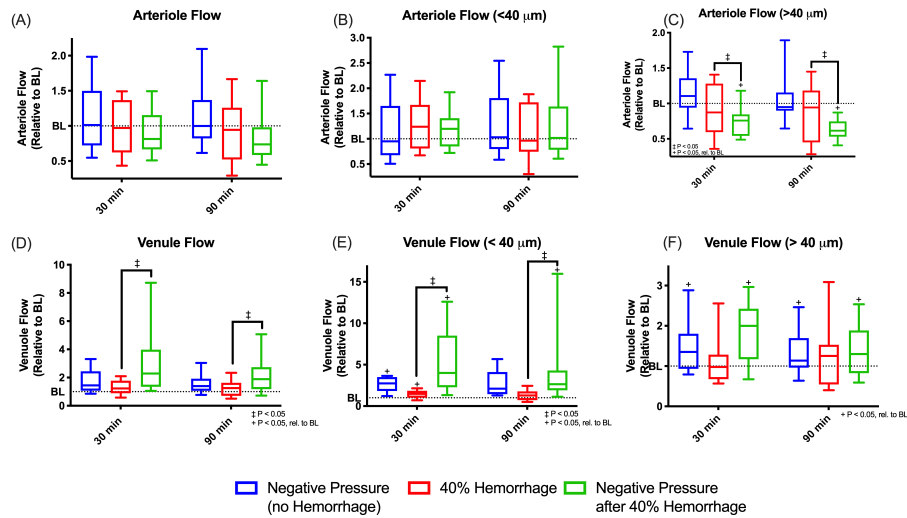 (A)
Arteriole Flow
Arteriole Flow
(Relative to BL)
2.0
1.5
BL
0.5
30 min
90 min
(B)
Arteriole Flow (<40 μm)
Arteriole Flow
(Relative to BL)
3.0
2.5
2.0
1.5
BL
0.5
30 min
90 min
(C)
Arteriole Flow (>40 μm)
Arteriole Flow
(Relative to BL)
2.0
1.5
BL
0.5
‡
+
‡
+
‡ P < 0.05
+ P < 0.05, rel. to BL
30 min
90 min
(D)
Venule Flow
Venuole Flow
(Relative to BL)
10
8
6
4
2
BL
0
‡
‡
30 min
90 min
‡ P < 0.05
+ P < 0.05, rel. to BL
(E)
Venule Flow (< 40 μm)
Venuole Flow
(Relative to BL)
15
10
5
BL
0
+
+
‡
+
‡
+
30 min
90 min
‡ P < 0.05
+ P < 0.05, rel. to BL
(F)
Venule Flow (> 40 μm)
Venuole Flow
(Relative to BL)
3
2
BL
0
+
+
+
+
30 min
90 min
+ P < 0.05, rel. to BL
Negative Pressure
(no Hemorrhage)
40% Hemorrhage
Negative Pressure
after 40% Hemorrhage